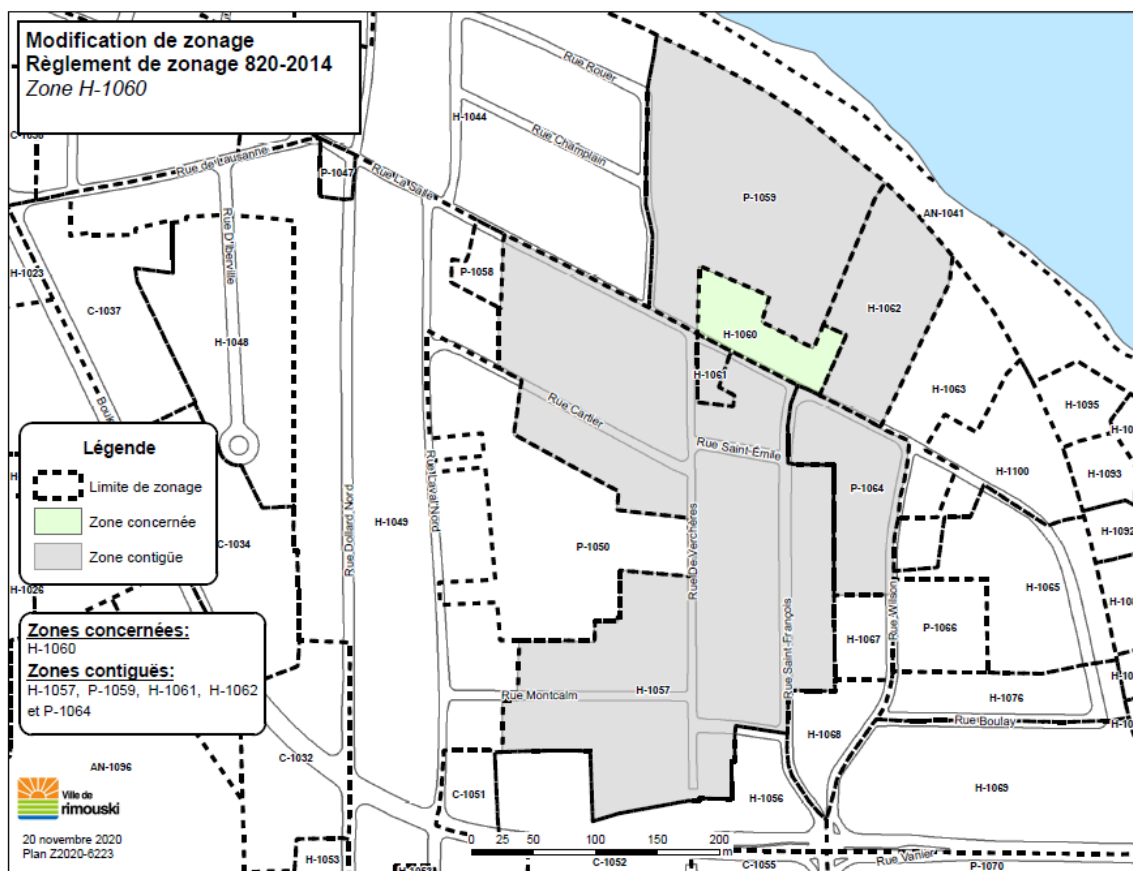 Modification de zonage
Règlement de zonage 820-2014
Zone H-1060
Rue Rouer
Rue Champlain
H-1044
C-1036
Rue de Lausanne
P-1047
Rue La Salle
P-1059
AN-1041
Rue D'Iberville
H-1023
P-1058
C-1037
H-1062
H-1060
H-1048
H-1061
H-1063
H-1095
Rue Cartier
Rue Saint-Émile
H-1100
H-1093
P-1064
Légende
Limite de zonage
Zone concernée
Zone contigüe
Rue Dollard Nord
H-1049
Rue Laval Nord
P-1050
Rue De Verchères
H-1092
C-1034
H-1026
H-1065
Rue Saint-François
Rue Wilson
H-1067
P-1066
Zones concernées:
H-1060
Zones contiguës:
H-1057, P-1059, H-1061, H-1062
et P-1064
Rue Montcalm
H-1057
H-1076
Rue Boulay
H-1068
C-1032
AN-1096
C-1051
H-1056
H-1069
Ville de
rimouski
20 novembre 2020
Plan Z2020-6223
0 25 50 100 150 200
m
H-1053
C-1052
C-1055
Rue Vanier
P-1070